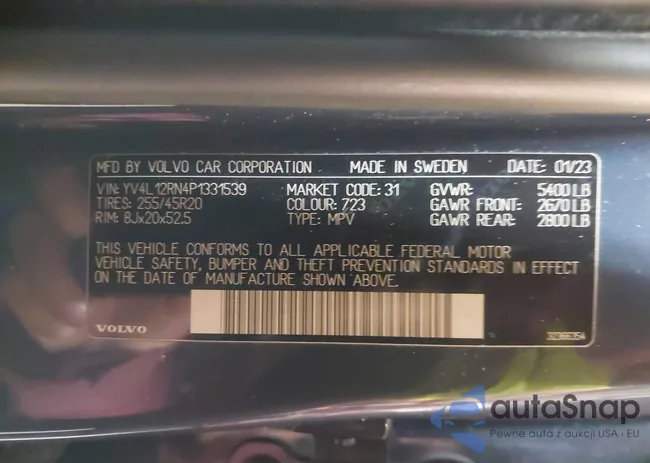 MFD BY VOLVO CAR CORPORATION MADE IN SWEDEN DATE: 01/23
VIN: YV4L12RN4P1331539 MARKET CODE: 31 GVWR: 5400 LB
TIRES: 255/45R20 COLOUR: 723 GAWR FRONT: 2670 LB
RIM: 8Jx20x52.5 TYPE: MPV GAWR REAR: 2800 LB
THIS VEHICLE CONFORMS TO ALL APPLICABLE FEDERAL MOTOR
VEHICLE SAFETY, BUMPER AND THEFT PREVENTION STANDARDS IN EFFECT
ON THE DATE OF MANUFACTURE SHOWN ABOVE.
VOLVO
autaSnap
Pewne auta z aukcji USA · EU